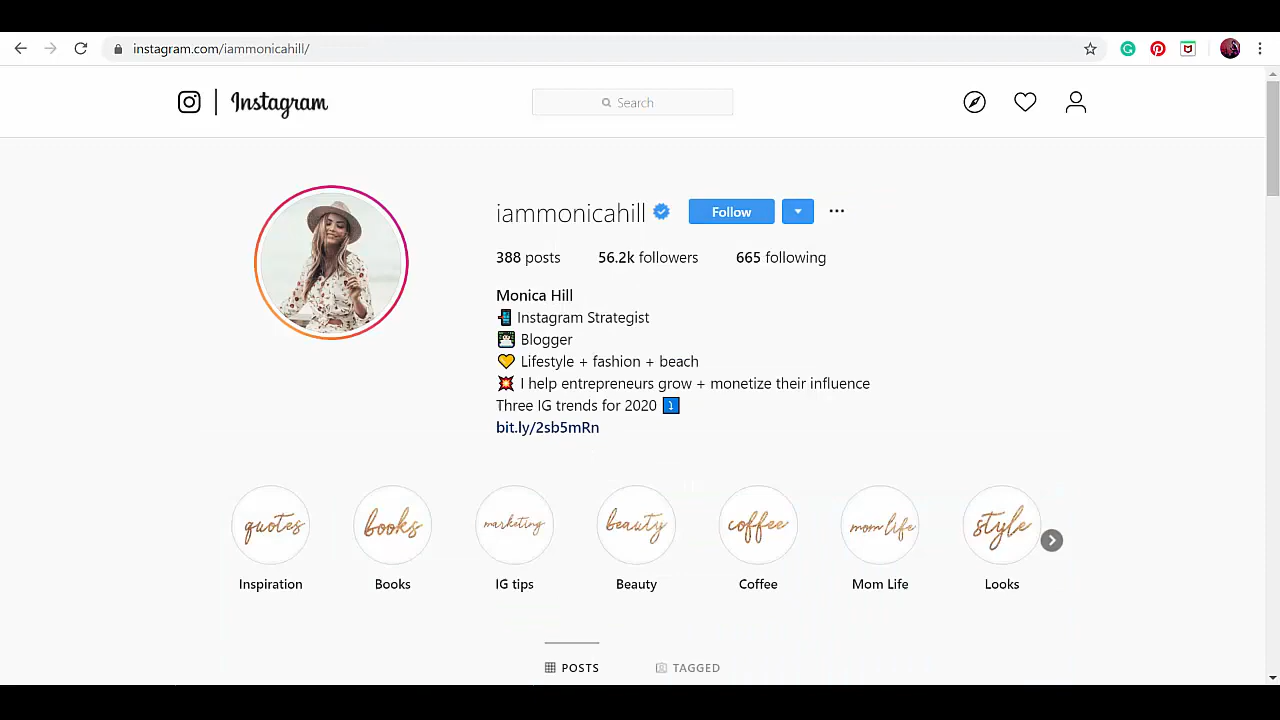 instagram.com/iammonicahill/
Instagram
Search
iammonicahill
Follow
388 posts 56.2k followers 665 following
Monica Hill
Instagram Strategist
Blogger
Lifestyle + fashion + beach
I help entrepreneurs grow + monetize their influence
Three IG trends for 2020
bit.ly/2sb5mRn
quotes books marketing beauty coffee mom life style
Inspiration Books IG tips Beauty Coffee Mom Life Looks
POSTS TAGGED